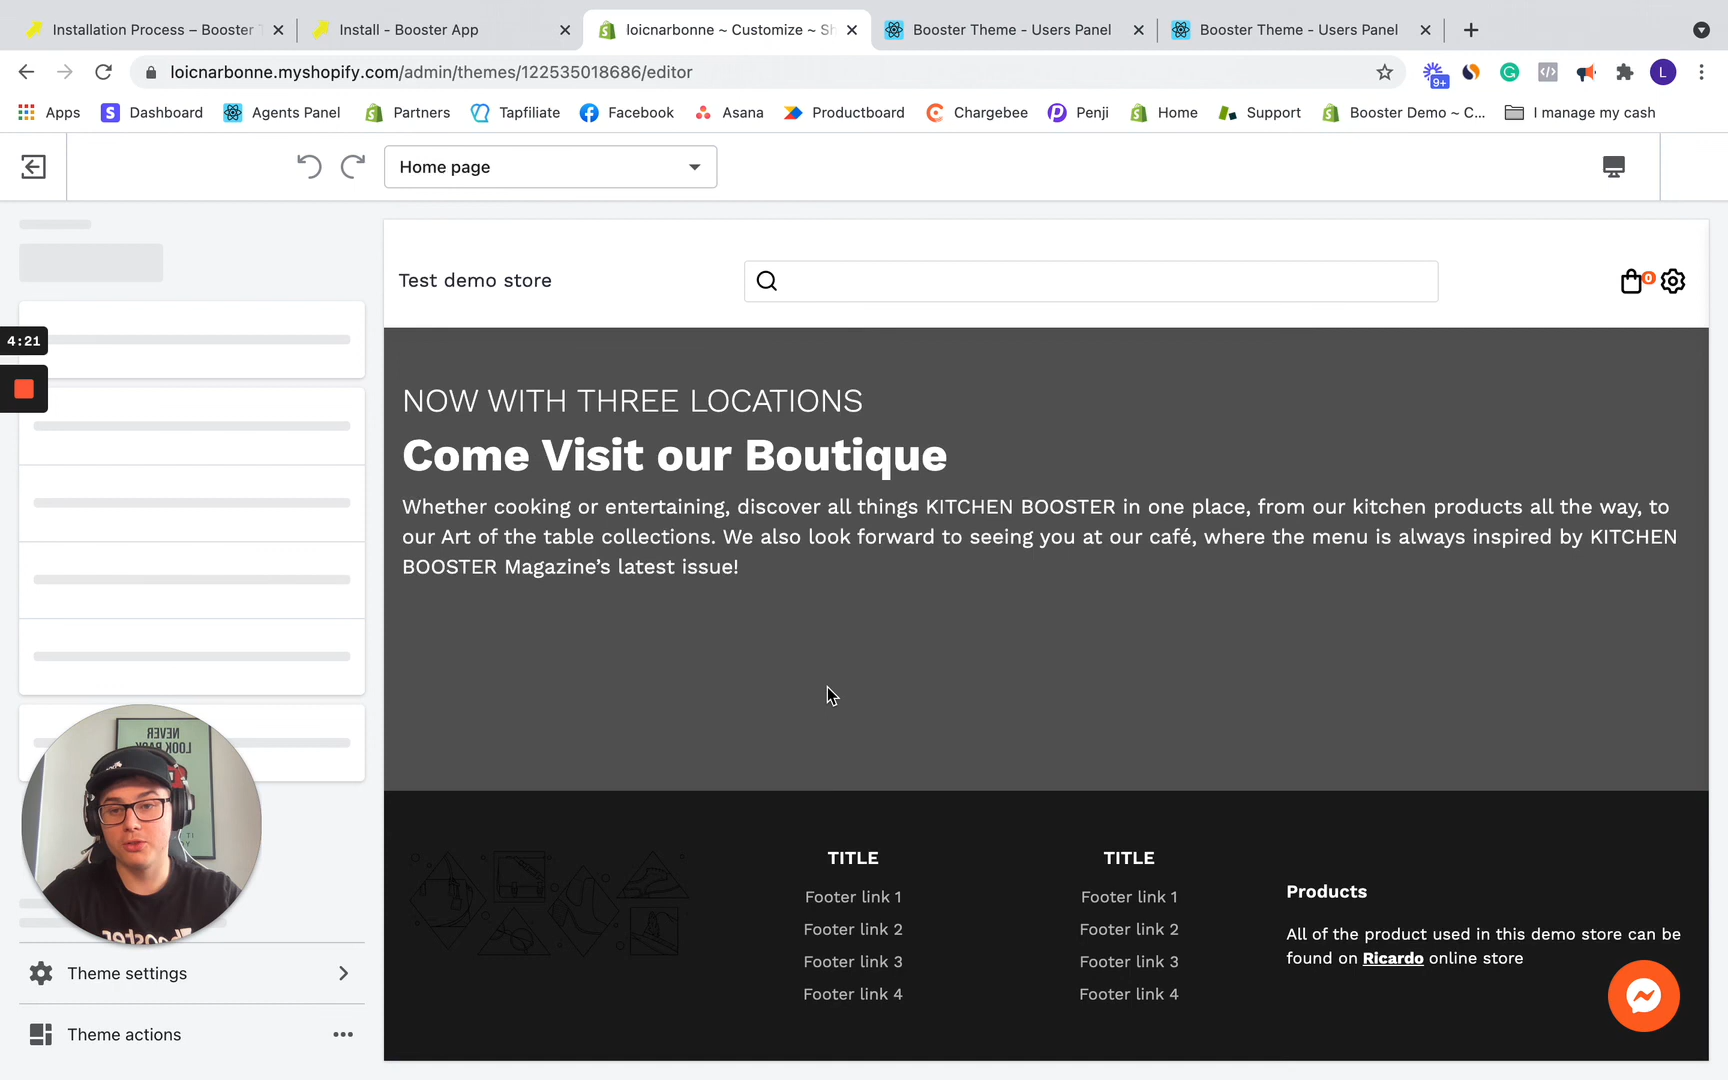 Installation Process – Booster T
Install - Booster App
loicnarbonne ~ Customize ~ Sh
Booster Theme - Users Panel
Booster Theme - Users Panel
loicnarbonne.myshopify.com/admin/themes/122535018686/editor
9+
L
Apps
Dashboard
Agents Panel
Partners
Tapfiliate
Facebook
Asana
Productboard
Chargebee
Penji
Home
Support
Booster Demo ~ C...
I manage my cash
Home page
Test demo store
0
4:21
NOW WITH THREE LOCATIONS
Come Visit our Boutique
Whether cooking or entertaining, discover all things KITCHEN BOOSTER in one place, from our kitchen products all the way, to
our Art of the table collections. We also look forward to seeing you at our café, where the menu is always inspired by KITCHEN
BOOSTER Magazine’s latest issue!
NEVER
LOOK BACK
TITLE
Footer link 1
Footer link 2
Footer link 3
Footer link 4
TITLE
Footer link 1
Footer link 2
Footer link 3
Footer link 4
Products
All of the product used in this demo store can be
found on Ricardo online store
Theme settings
Theme actions